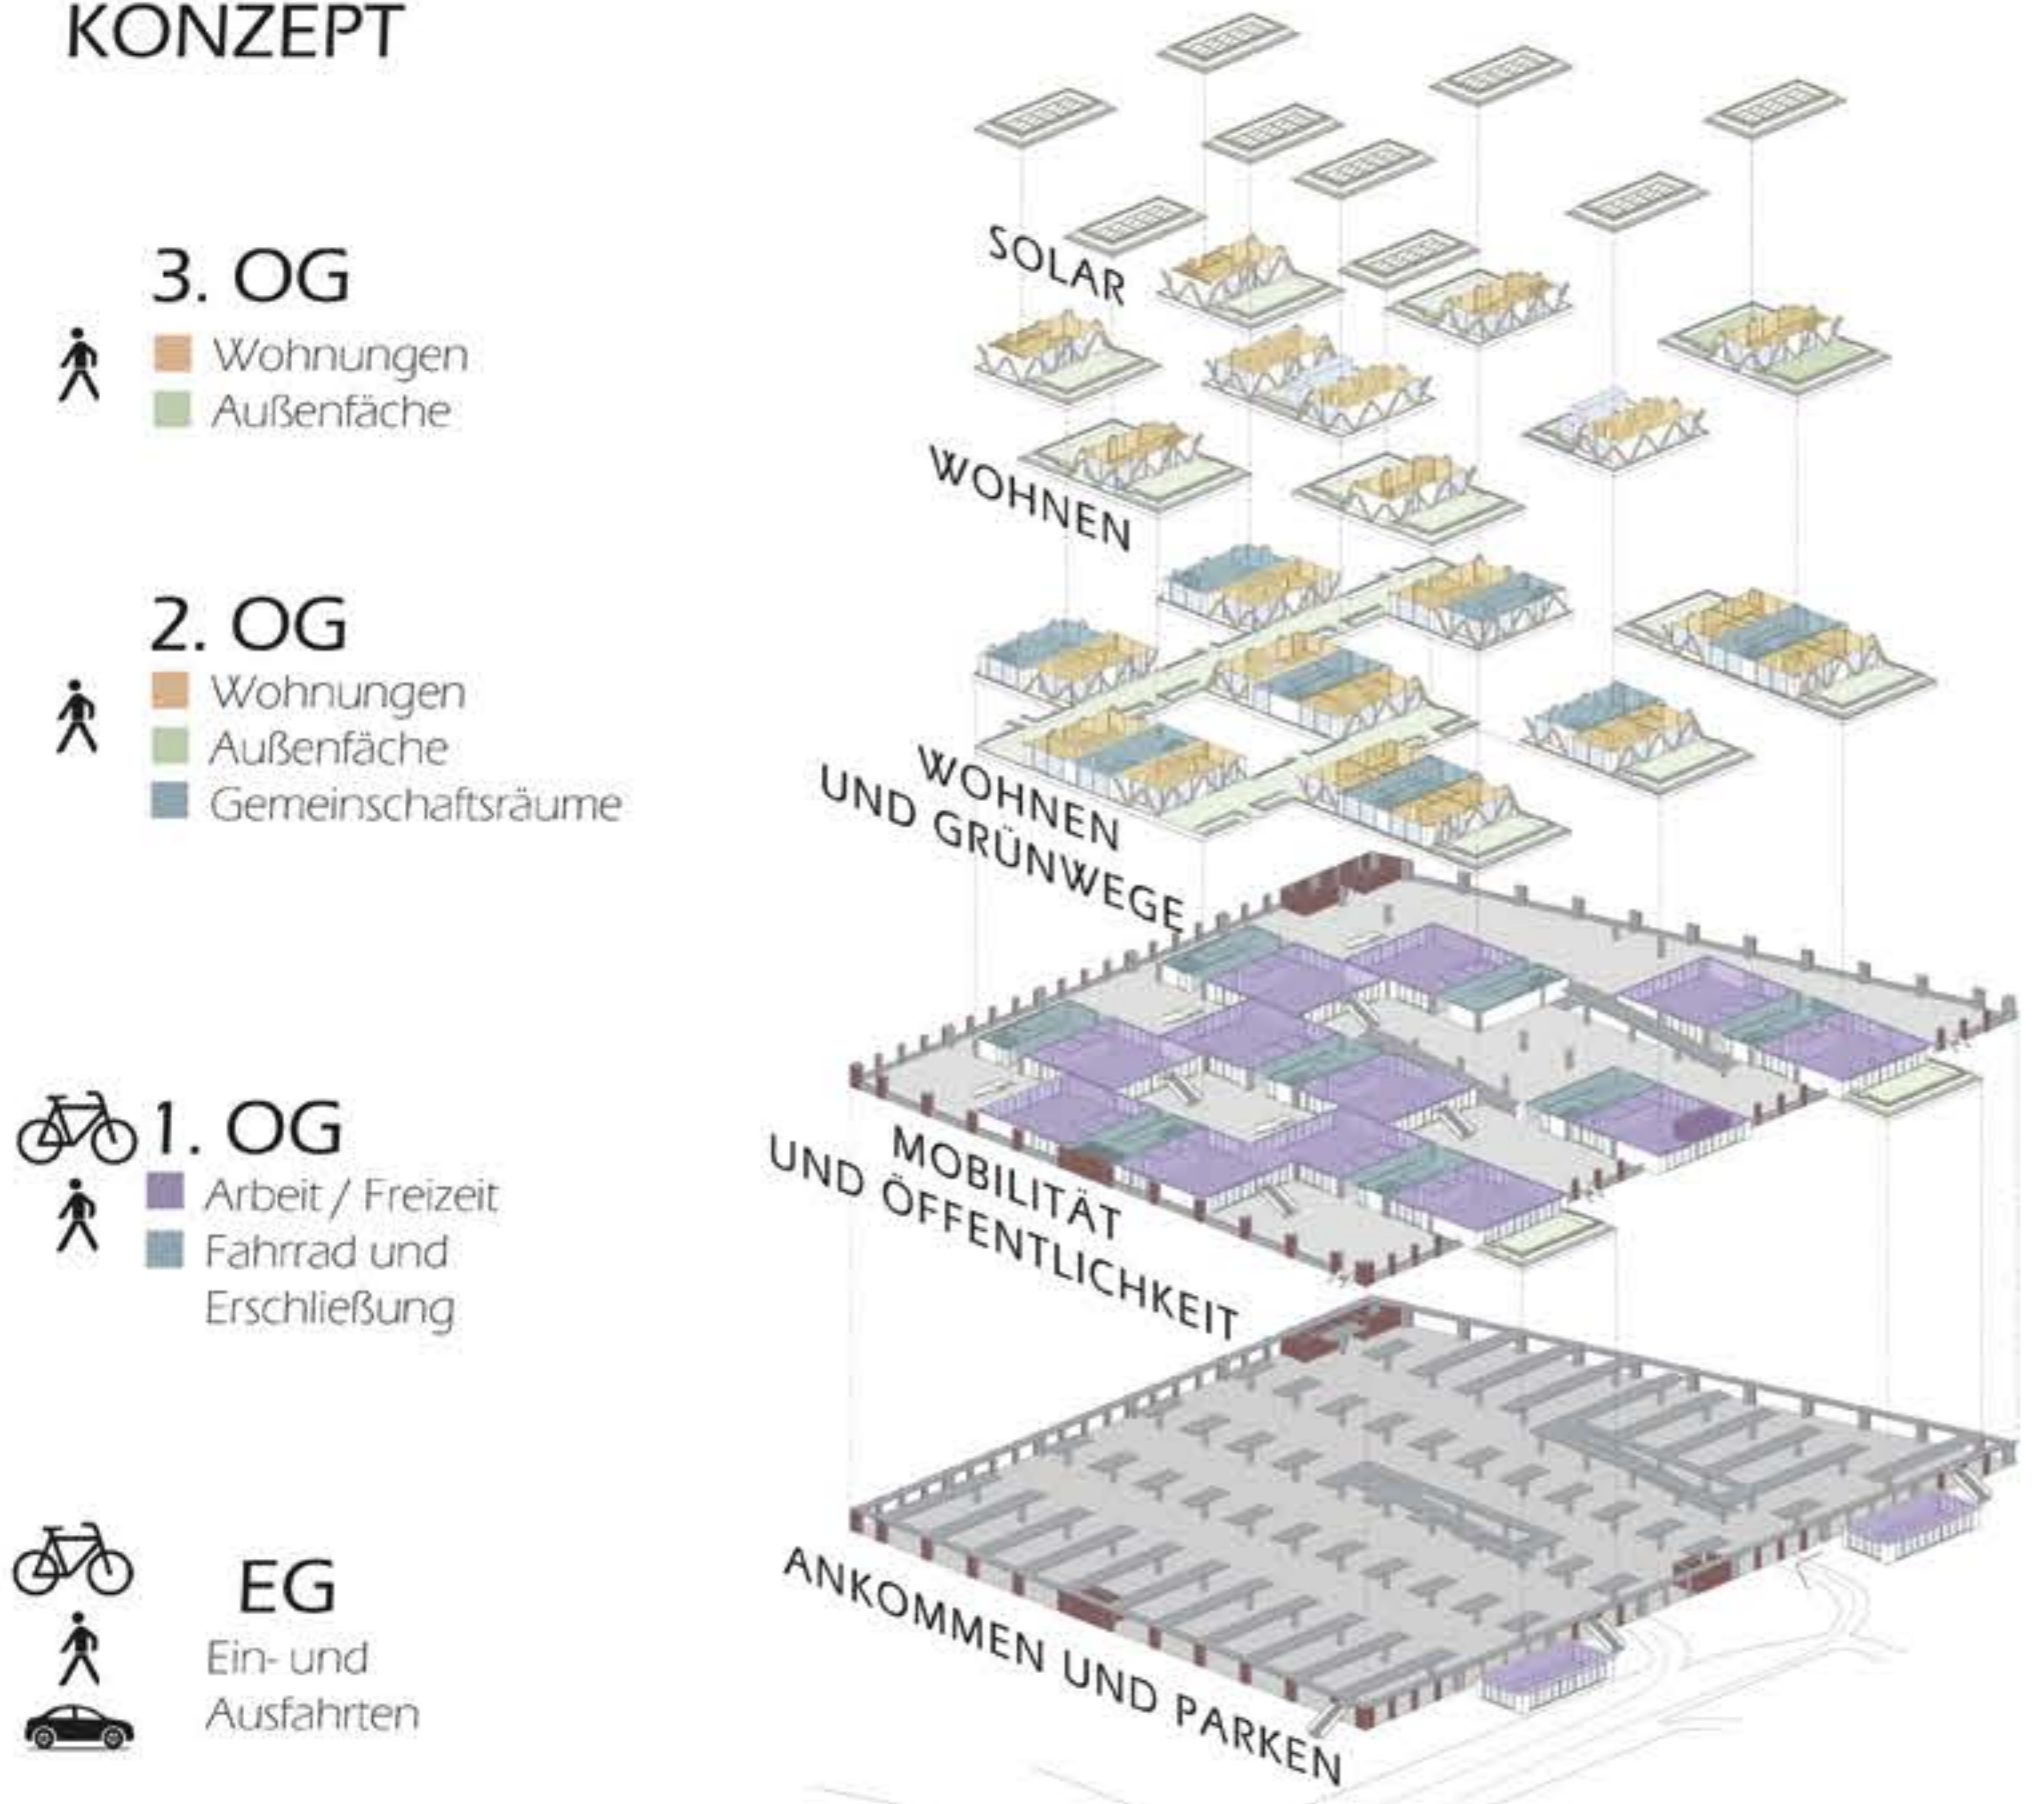 KONZEPT
3. OG
Wohnungen
Außenfäche
2. OG
Wohnungen
Außenfäche
Gemeinschaftsräume
1. OG
Arbeit / Freizeit
Fahrrad und
Erschließung
EG
Ein- und
Ausfahrten
SOLAR
WOHNEN
WOHNEN
UND GRÜNWEGE
MOBILITÄT
UND ÖFFENTLICHKEIT
ANKOMMEN UND PARKEN